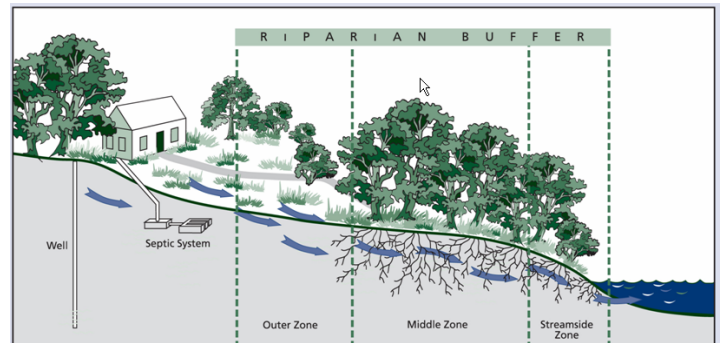 RIPARIAN BUFFER
Well
Septic System
Outer Zone
Middle Zone
Streamside
Zone